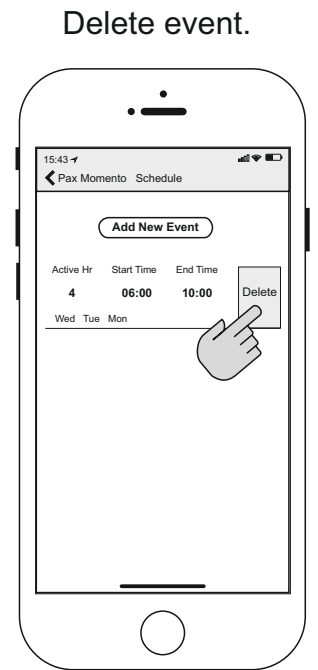 Delete event.
15:43
Pax Momento Schedule
Add New Event
Active Hr Start Time End Time
4 06:00 10:00 Delete
Wed Tue Mon